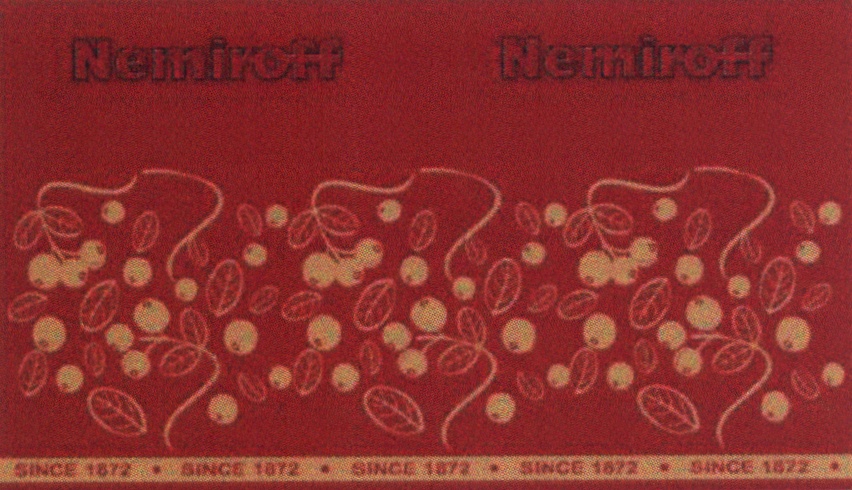 Nemiroff Nemiroff
SINCE 1872 • SINCE 1872 • SINCE 1872 • SINCE 1872 • SINCE 1872 •